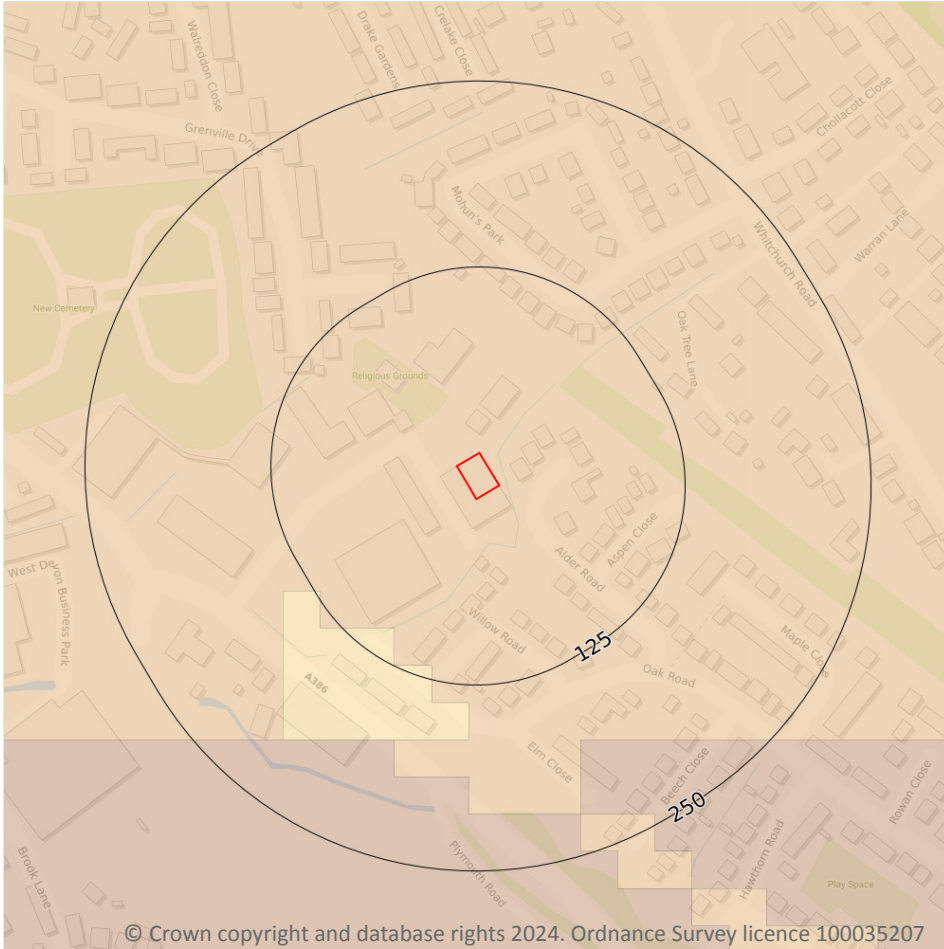 Walreddon Close
Drake Gardens
Crelake Close
Chollacott Close
Grenville Drive
Mohun's Park
Whitchurch Road
Warran Lane
New Cemetery
Oak Tree Lane
Religious Grounds
West Devon Business Park
Alder Road
Aspen Close
Willow Road
125
Maple Close
Oak Road
A386
Elm Close
Beech Close
250
Rowan Close
Hawthorn Road
Brook Lane
Plymouth Road
Play Space
© Crown copyright and database rights 2024. Ordnance Survey licence 100035207